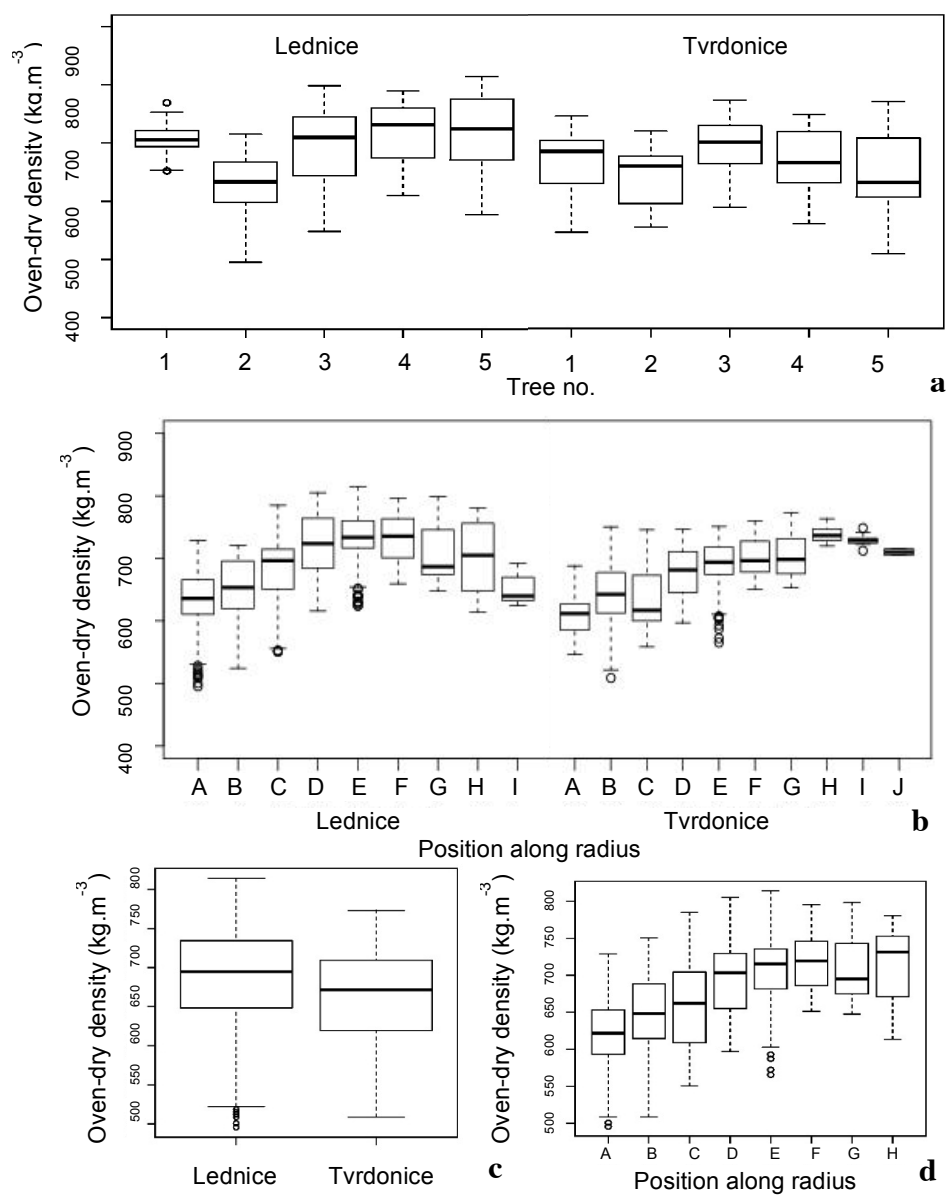 Oven-dry density (kg.m-3)
900
800
700
600
500
400
Lednice Tvrdonice
1 2 3 4 5 1 2 3 4 5
Tree no.
a
Oven-dry density (kg.m-3)
900
800
700
600
500
400
A B C D E F G H I A B C D E F G H I J
Lednice Tvrdonice
b
Position along radius
Oven-dry density (kg.m-3)
800
750
700
650
600
550
500
Lednice Tvrdonice
c
Oven-dry density (kg.m-3)
800
750
700
650
600
550
500
A B C D E F G H
Position along radius
d